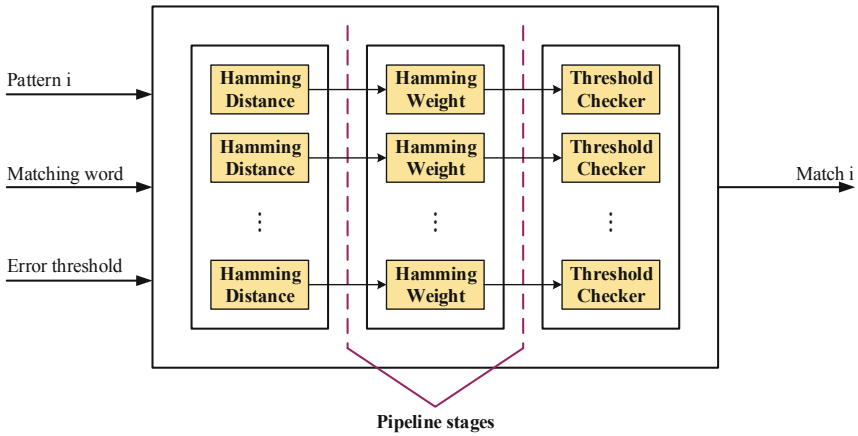 Pattern i
Matching word
Error threshold
Hamming
Distance
Hamming
Weight
Threshold
Checker
Hamming
Distance
Hamming
Weight
Threshold
Checker
⋮
⋮
⋮
Hamming
Distance
Hamming
Weight
Threshold
Checker
Match i
Pipeline stages